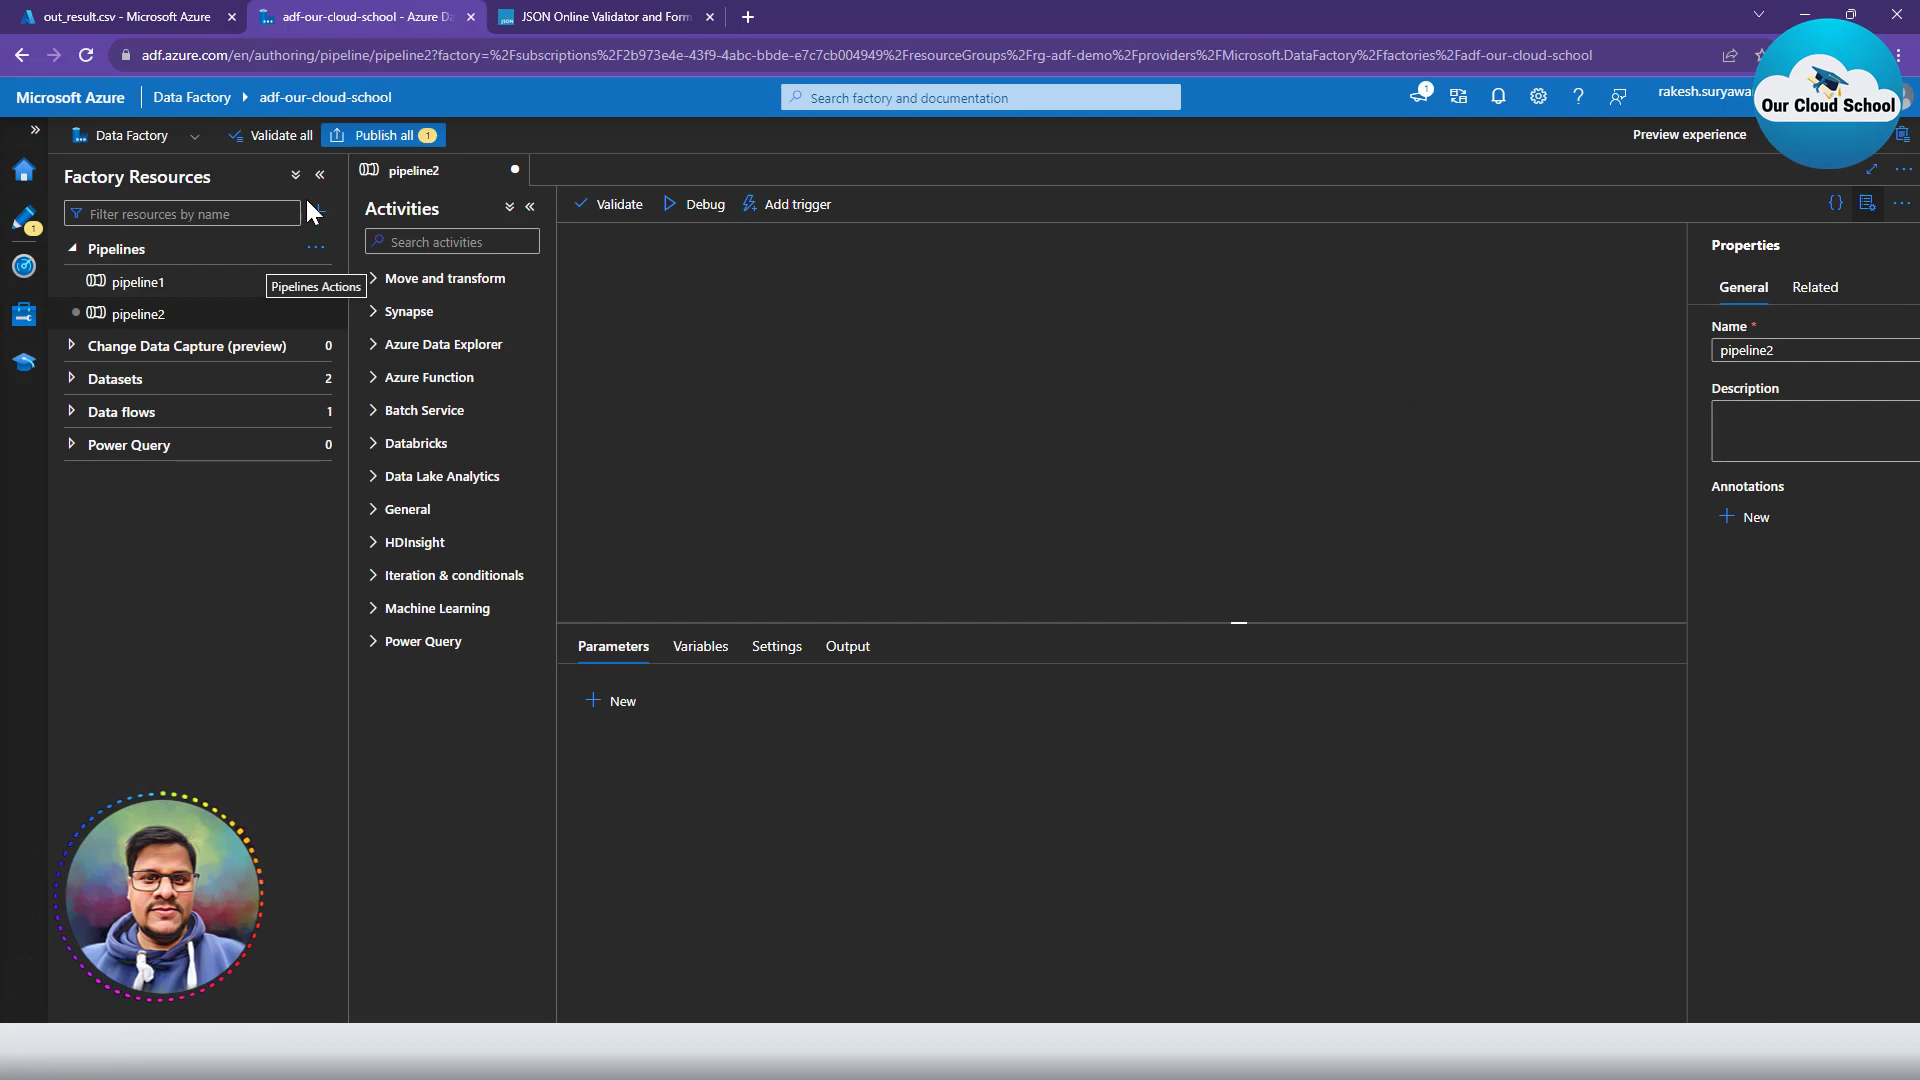 out_result.csv - Microsoft Azure
adf-our-cloud-school - Azure Da
JSON Online Validator and Form
adf.azure.com/en/authoring/pipeline/pipeline2?factory=%2Fsubscriptions%2F2b973e4e-43f9-4abc-bbde-e7c7cb004949%2FresourceGroups%2Frg-adf-demo%2Fproviders%2FMicrosoft.DataFactory%2Ffactories%2Fadf-our-cloud-school
Microsoft Azure
Data Factory
adf-our-cloud-school
Search factory and documentation
1
rakesh.suryawa
Our Cloud School
Data Factory
Validate all
Publish all 1
Preview experience
Factory Resources
Filter resources by name
1
Pipelines
pipeline1
Pipelines Actions
pipeline2
Change Data Capture (preview) 0
Datasets 2
Data flows 1
Power Query 0
pipeline2
Activities
Search activities
Move and transform
Synapse
Azure Data Explorer
Azure Function
Batch Service
Databricks
Data Lake Analytics
General
HDInsight
Iteration & conditionals
Machine Learning
Power Query
Validate
Debug
Add trigger
Parameters
Variables
Settings
Output
New
Properties
General
Related
Name *
pipeline2
Description
Annotations
New